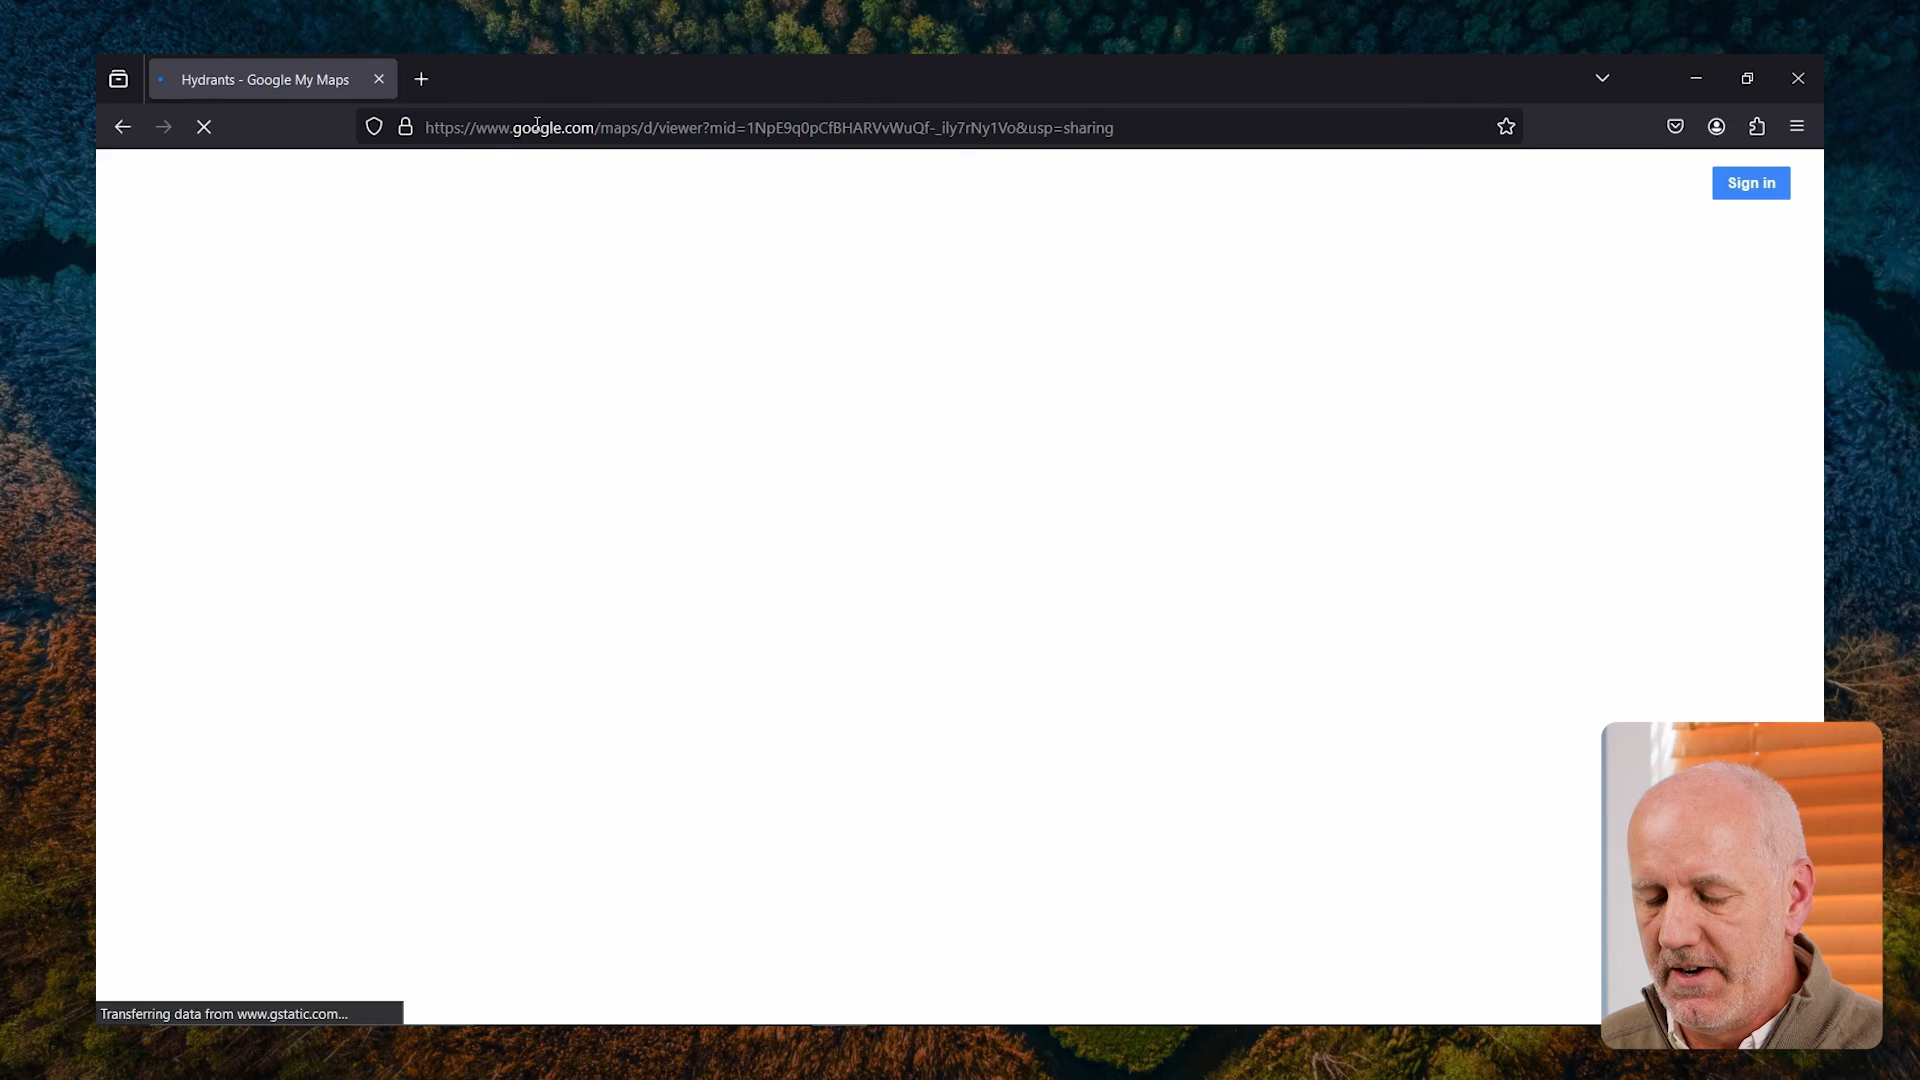 Hydrants - Google My Maps
https://www.google.com/maps/d/viewer?mid=1NpE9q0pCfBHARVvWuQf-_ily7rNy1Vo&usp=sharing
Sign in
Transferring data from www.gstatic.com...